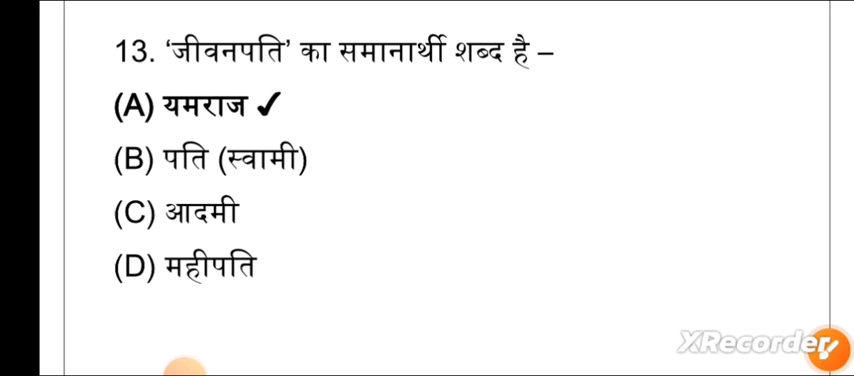 13. ‘जीवनपति’ का समानार्थी शब्द है –
(A) यमराज ✓
(B) पति (स्वामी)
(C) आदमी
(D) महीपति
XRecorder